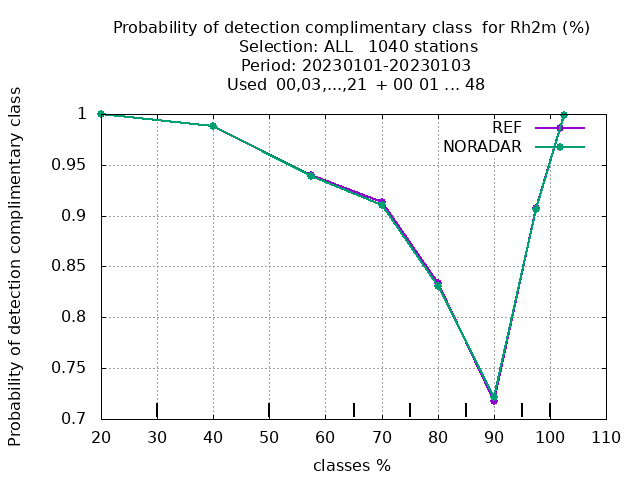 Probability of detection complimentary class  for Rh2m (%)
Selection: ALL   1040 stations
Period: 20230101-20230103
Used  00,03,...,21  + 00 01 ... 48
Probability of detection complimentary class
1
0.95
0.9
0.85
0.8
0.75
0.7
REF
NORADAR
20 30 40 50 60 70 80 90 100 110
classes %